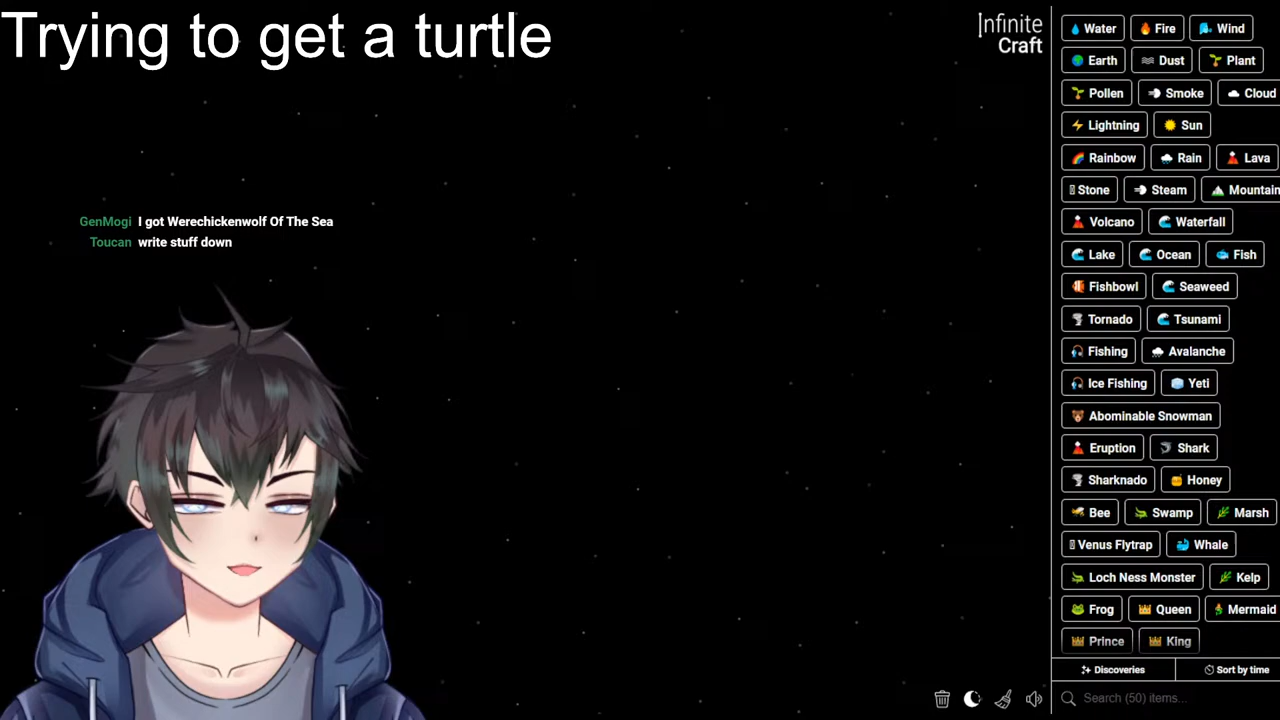 Trying to get a turtle
Infinite
Craft
GenMogi I got Werechickenwolf Of The Sea
Toucan write stuff down
Water Fire Wind
Earth Dust Plant
Pollen Smoke Cloud
Lightning Sun
Rainbow Rain Lava
Stone Steam Mountain
Volcano Waterfall
Lake Ocean Fish
Fishbowl Seaweed
Tornado Tsunami
Fishing Avalanche
Ice Fishing Yeti
Abominable Snowman
Eruption Shark
Sharknado Honey
Bee Swamp Marsh
Venus Flytrap Whale
Loch Ness Monster Kelp
Frog Queen Mermaid
Prince King
Discoveries Sort by time
Search (50) items...